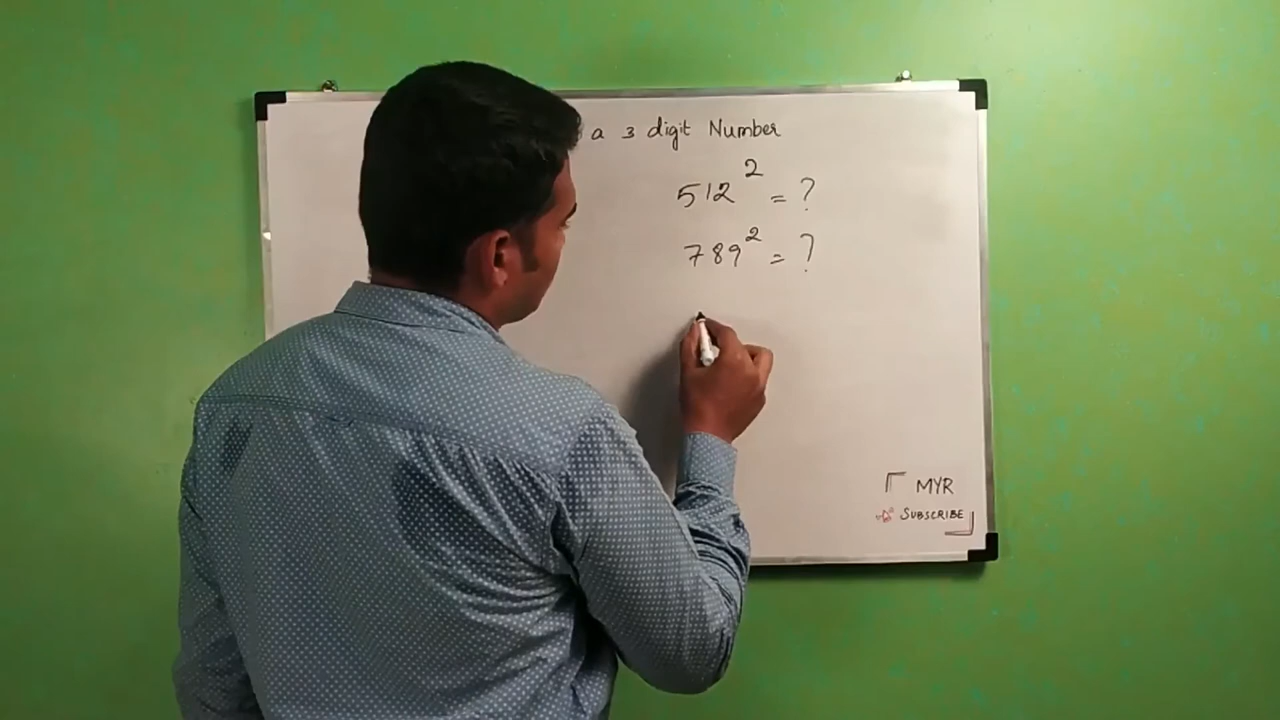 a 3 digit Number
512² = ?
789² = ?
MYR
SUBSCRIBE